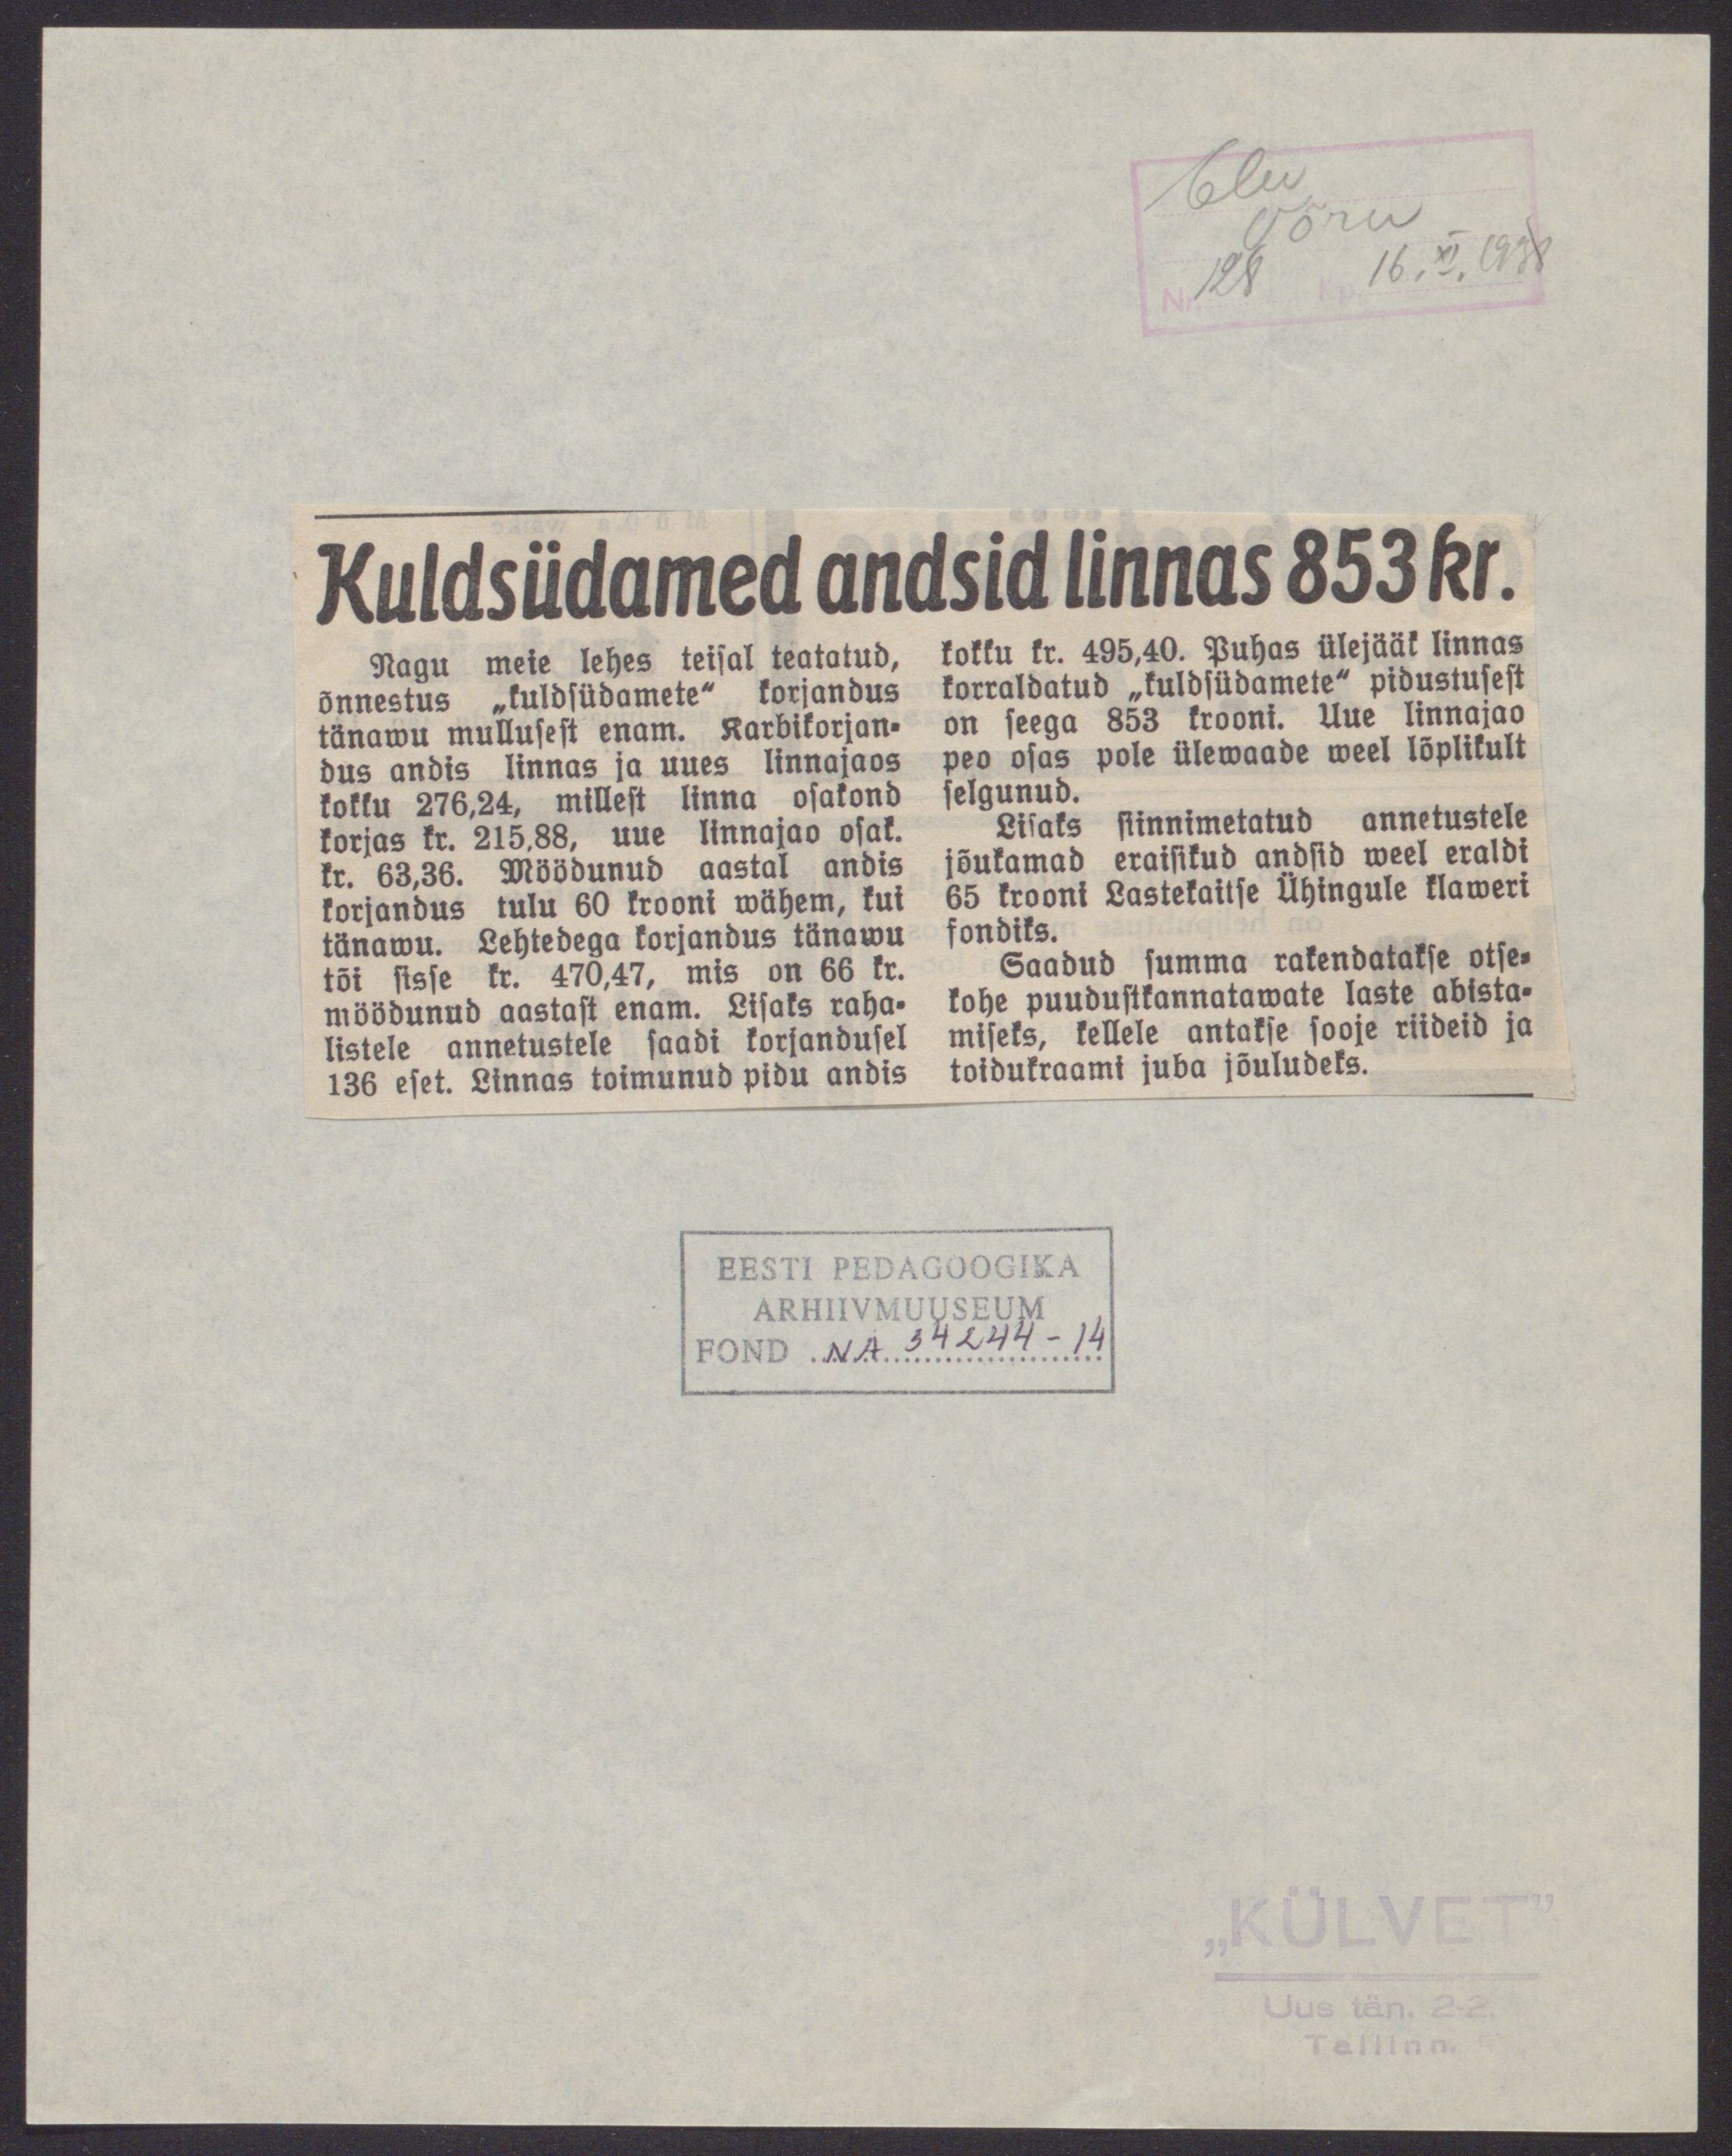 Elu
Võru
Nr. 128 Kp. 16. XI. 1938
Kuldsüdamed andsid linnas 853 kr.
Nagu meie lehes teisal teatatud,
õnnestus „kuldsüdamete“ korjandus
tänawu mullusest enam. Karbikorjan-
dus andis linnas ja uues linnajaos
kokku 276,24, millest linna osakond
korjas kr. 215,88, uue linnajao osak.
kr. 63,36. Möödunud aastal andis
korjandus tulu 60 krooni wähem, kui
tänawu. Lehtedega korjandus tänawu
tõi sisse kr. 470,47, mis on 66 kr.
möödunud aastast enam. Lisaks raha-
listele annetustele saadi korjandusel
136 eset. Linnas toimunud pidu andis
kokku kr. 495,40. Puhas ülejääk linnas
korraldatud „kuldsüdamete“ pidustusest
on seega 853 krooni. Uue linnajao
peo osas pole ülewaade weel lõplikult
selgunud.
Lisaks siinnimetatud annetustele
jõukamad eraisikud andsid weel eraldi
65 krooni Lastekaitse Ühingule klaweri
fondiks.
Saadud summa rakendatakse otse-
kohe puudustkannatawate laste abista-
miseks, kellele antakse sooje riideid ja
toidukraami juba jõuludeks.
EESTI PEDAGOOGIKA
ARHIIVMUUSEUM
FOND NA 34244-14
„KÜLVET”
Uus tän. 2-2.
Tallinn.